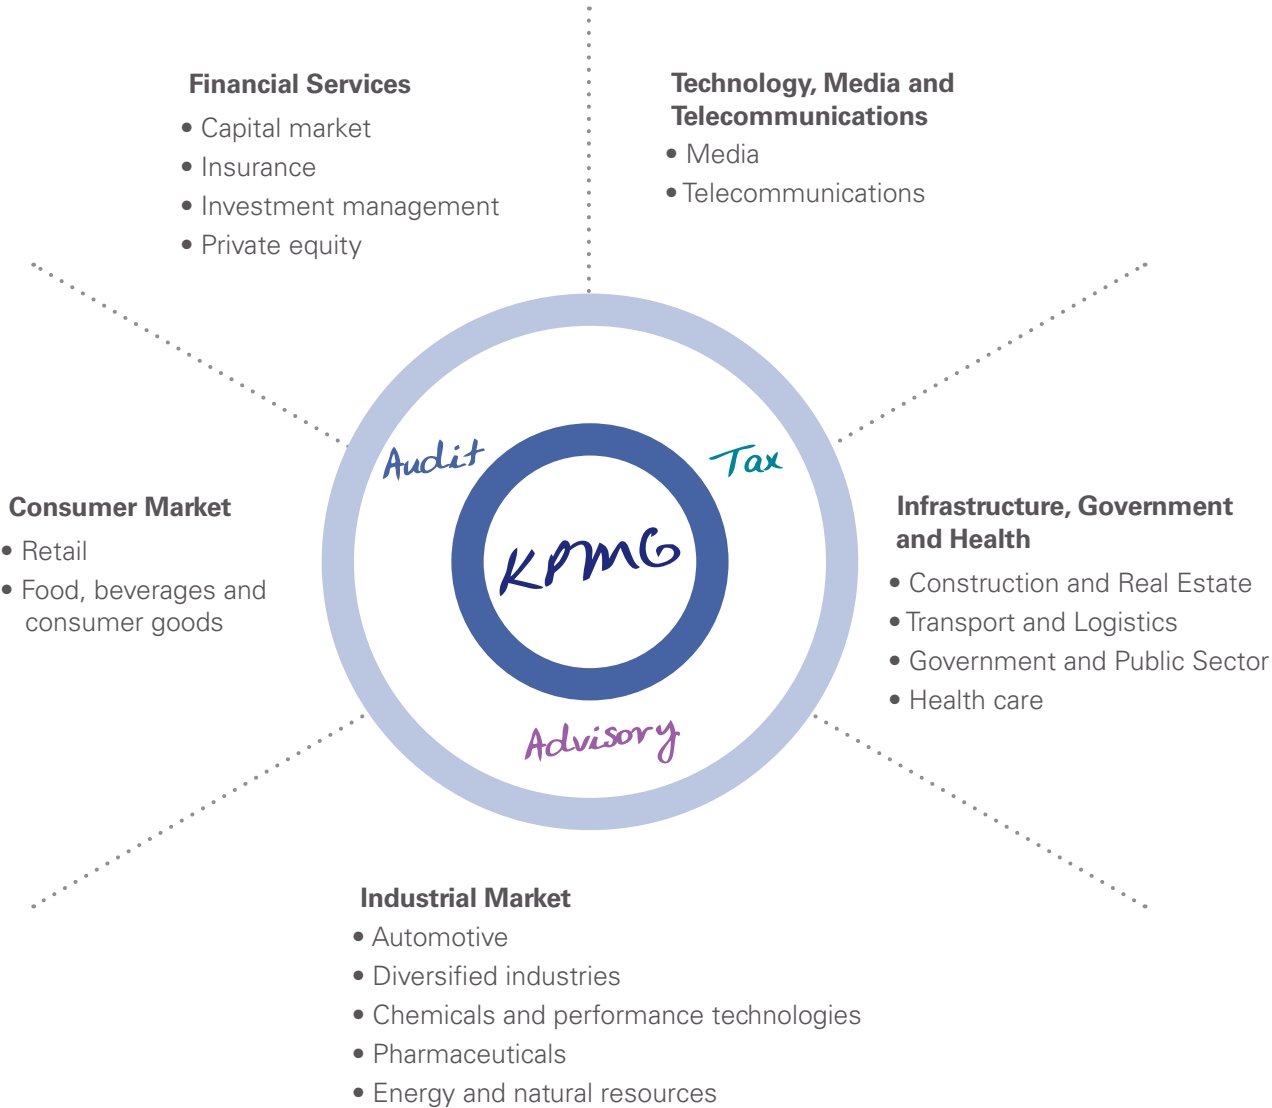 Financial Services
• Capital market
• Insurance
• Investment management
• Private equity
Technology, Media and
Telecommunications
• Media
• Telecommunications
Audit
Tax
KPMG
Advisory
Consumer Market
• Retail
• Food, beverages and
consumer goods
Infrastructure, Government
and Health
• Construction and Real Estate
• Transport and Logistics
• Government and Public Sector
• Health care
Industrial Market
• Automotive
• Diversified industries
• Chemicals and performance technologies
• Pharmaceuticals
• Energy and natural resources